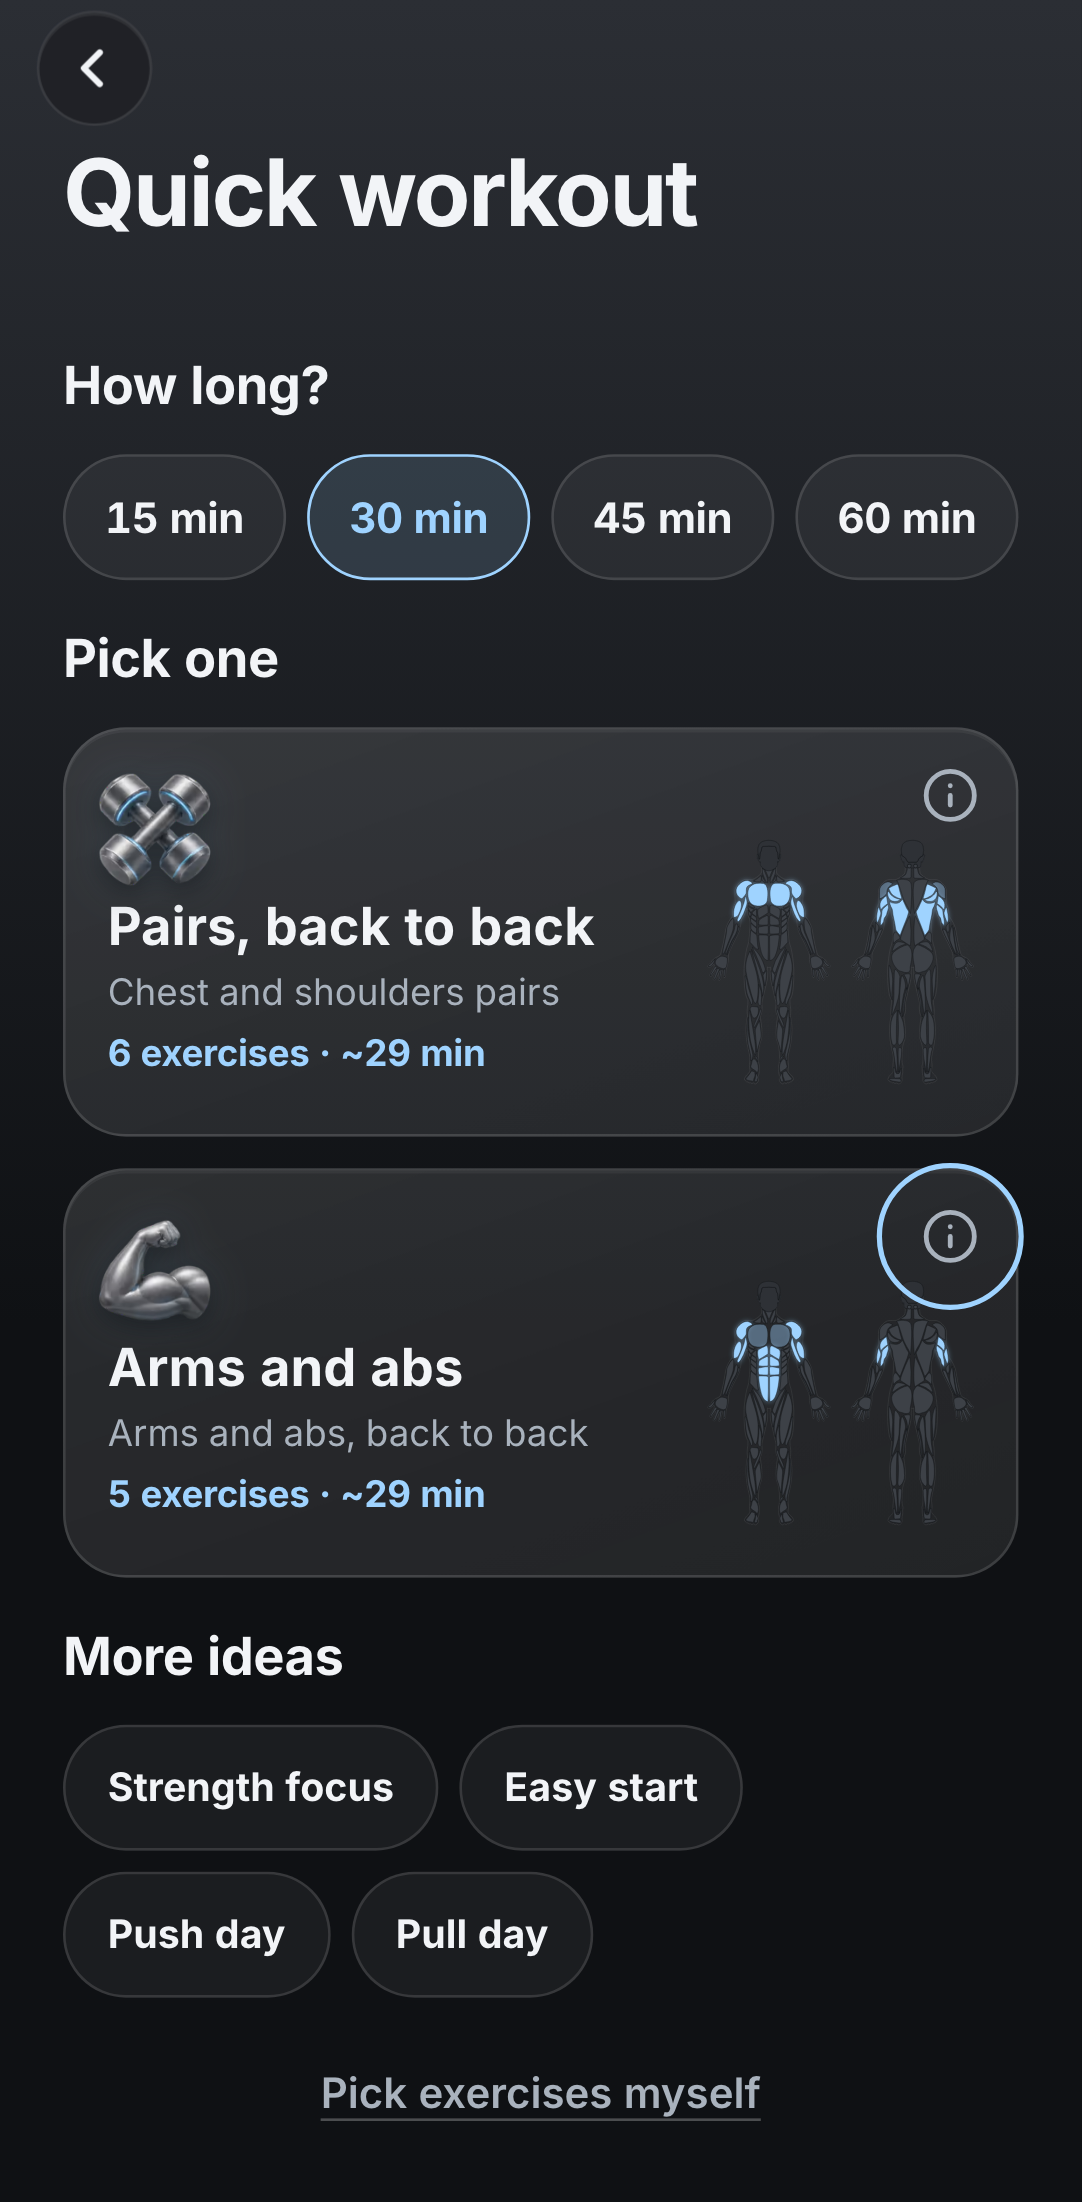 Quick workout
How long?
15 min
30 min
45 min
60 min
Pick one
Pairs, back to back
Chest and shoulders pairs
6 exercises · ~29 min
Arms and abs
Arms and abs, back to back
5 exercises · ~29 min
More ideas
Strength focus
Easy start
Push day
Pull day
Pick exercises myself